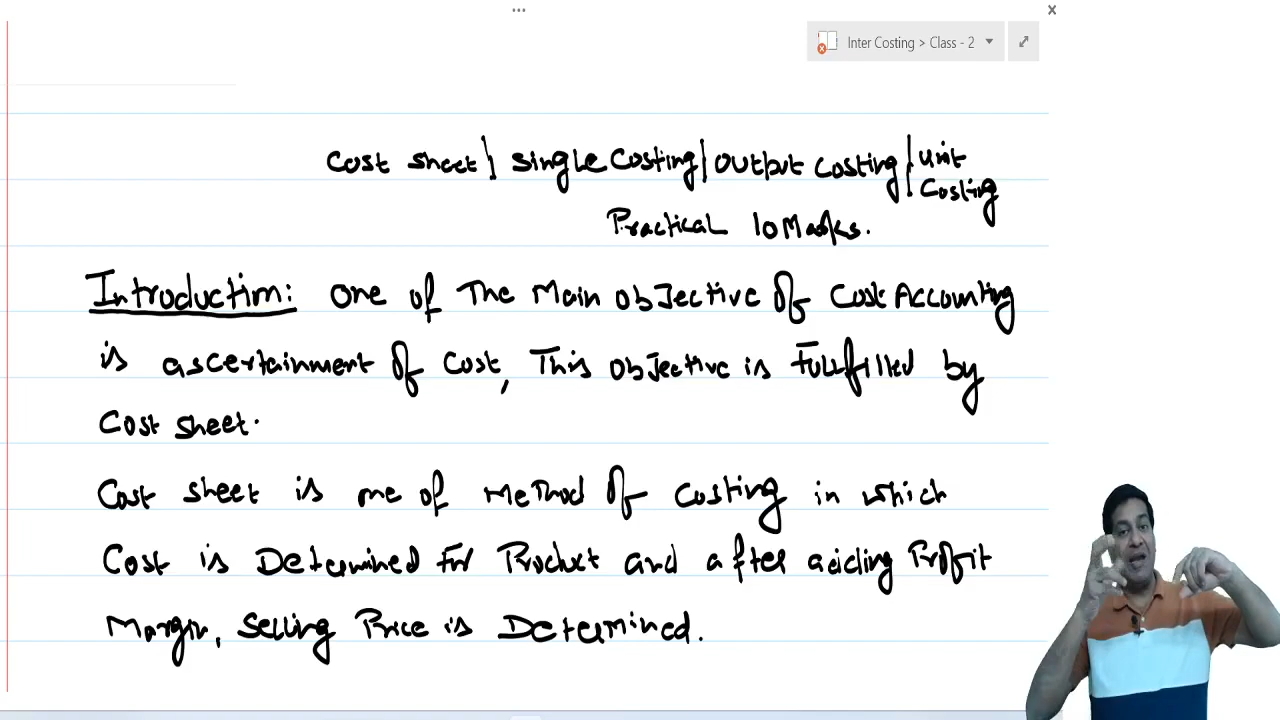 Inter Costing > Class - 2
Cost sheet | single Costing | output costing | unit
Costing
Practical 10 Marks.
Introduction: one of The Main objective of Cost Accounting
is ascertainment of Cost, This objective is Fullfilled by
Cost sheet.
Cost sheet is one of Method of Costing in which
Cost is Determined For Product and after adding Profit
Margin, Selling Price is Determined.